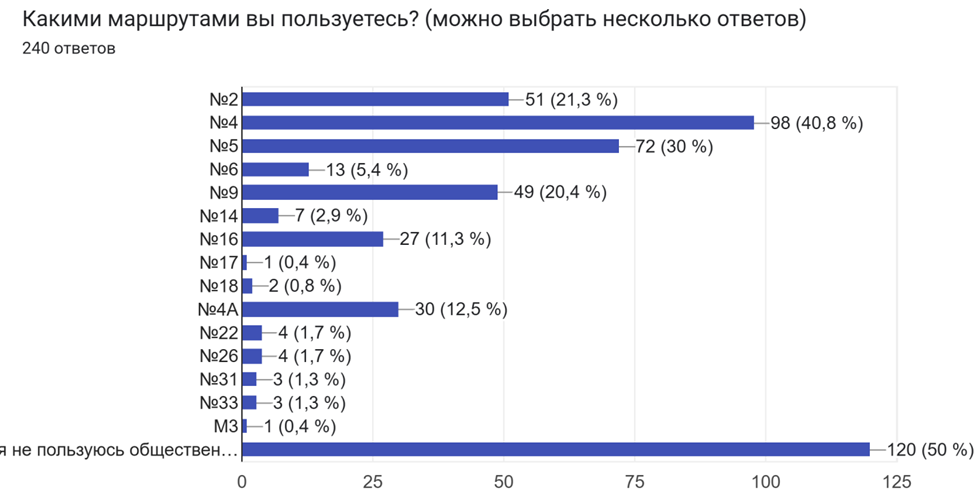 Какими маршрутами вы пользуетесь? (можно выбрать несколько ответов)
240 ответов
№2 51 (21,3 %)
№4 98 (40,8 %)
№5 72 (30 %)
№6 13 (5,4 %)
№9 49 (20,4 %)
№14 7 (2,9 %)
№16 27 (11,3 %)
№17 1 (0,4 %)
№18 2 (0,8 %)
№4А 30 (12,5 %)
№22 4 (1,7 %)
№26 4 (1,7 %)
№31 3 (1,3 %)
№33 3 (1,3 %)
М3 1 (0,4 %)
я не пользуюсь обществен… 120 (50 %)
0 25 50 75 100 125